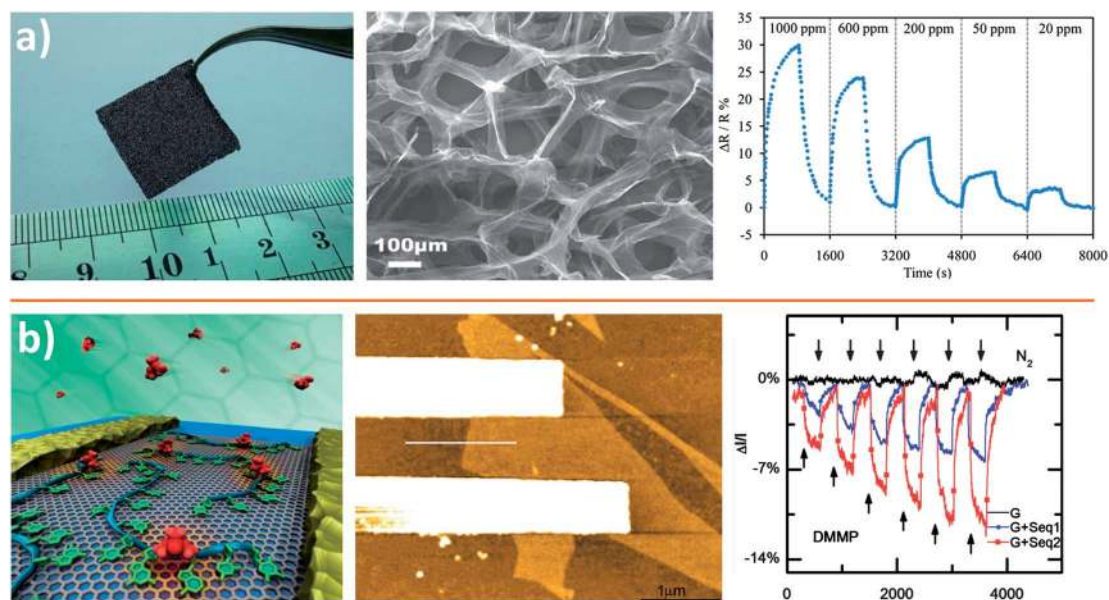 a)
8 9 10 1 2 3
100μm
1000 ppm 600 ppm 200 ppm 50 ppm 20 ppm
35
30
25
20
15
10
5
0
-5
ΔR / R %
0 1600 3200 4800 6400 8000
Time (s)
b)
1μm
N2
0%
-7%
-14%
ΔI/I
G
G+Seq1
G+Seq2
DMMP
0 2000 4000